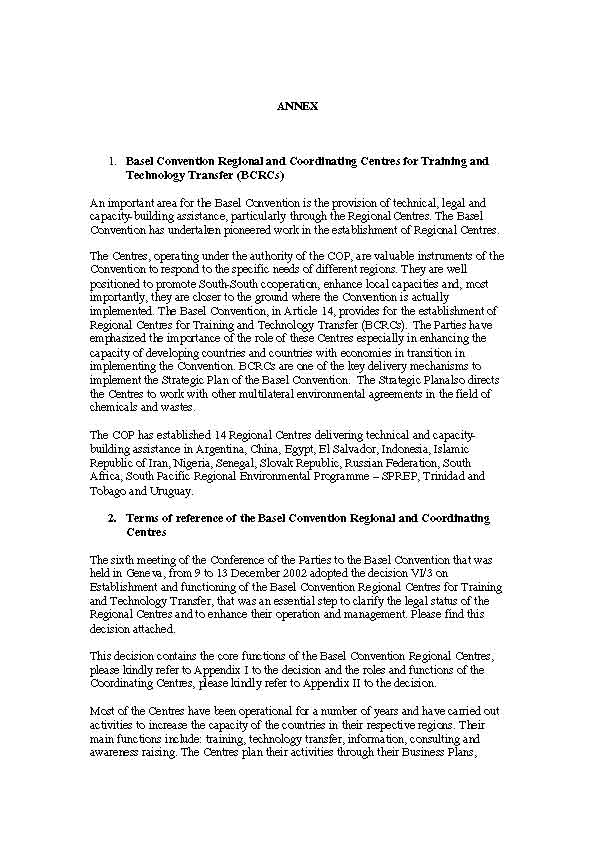 ANNEX
1. Basel Convention Regional and Coordinating Centres for Training and
Technology Transfer (BCRCs)
An important area for the Basel Convention is the provision of technical, legal and
capacity-building assistance, particularly through the Regional Centres. The Basel
Convention has undertaken pioneered work in the establishment of Regional Centres.
The Centres, operating under the authority of the COP, are valuable instruments of the
Convention to respond to the specific needs of different regions. They are well
positioned to promote South-South cooperation, enhance local capacities and, most
importantly, they are closer to the ground where the Convention is actually
implemented. The Basel Convention, in Article 14, provides for the establishment of
Regional Centres for Training and Technology Transfer (BCRCs). The Parties have
emphasized the importance of the role of these Centres especially in enhancing the
capacity of developing countries and countries with economies in transition in
implementing the Convention. BCRCs are one of the key delivery mechanisms to
implement the Strategic Plan of the Basel Convention. The Strategic Planalso directs
the Centres to work with other multilateral environmental agreements in the field of
chemicals and wastes.
The COP has established 14 Regional Centres delivering technical and capacity-
building assistance in Argentina, China, Egypt, El Salvador, Indonesia, Islamic
Republic of Iran, Nigeria, Senegal, Slovak Republic, Russian Federation, South
Africa, South Pacific Regional Environmental Programme – SPREP, Trinidad and
Tobago and Uruguay.
2. Terms of reference of the Basel Convention Regional and Coordinating
Centres
The sixth meeting of the Conference of the Parties to the Basel Convention that was
held in Geneva, from 9 to 13 December 2002 adopted the decision VI/3 on
Establishment and functioning of the Basel Convention Regional Centres for Training
and Technology Transfer, that was an essential step to clarify the legal status of the
Regional Centres and to enhance their operation and management. Please find this
decision attached.
This decision contains the core functions of the Basel Convention Regional Centres,
please kindly refer to Appendix I to the decision and the roles and functions of the
Coordinating Centres, please kindly refer to Appendix II to the decision.
Most of the Centres have been operational for a number of years and have carried out
activities to increase the capacity of the countries in their respective regions. Their
main functions include: training, technology transfer, information, consulting and
awareness raising. The Centres plan their activities through their Business Plans,